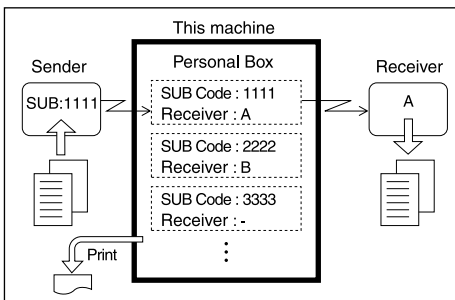 This machine
Sender
Personal Box
Receiver
SUB:1111
SUB Code : 1111
Receiver : A
A
SUB Code : 2222
Receiver : B
SUB Code : 3333
Receiver : -
Print